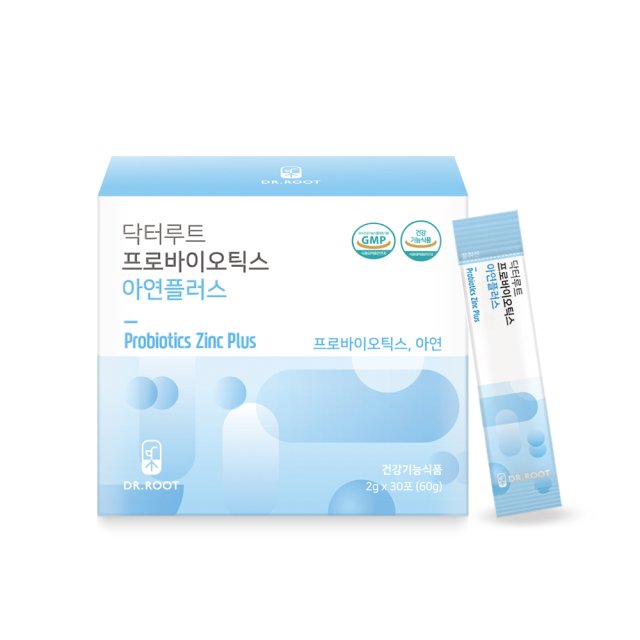 DR.ROOT
닥터루트
프로바이오틱스
아연플러스
Probiotics Zinc Plus
GMP
건강
기능식품
프로바이오틱스, 아연
DR.ROOT
건강기능식품
2g x 30포 (60g)
닥터루트
프로바이오틱스
아연플러스
Probiotics Zinc Plus
DR.ROOT